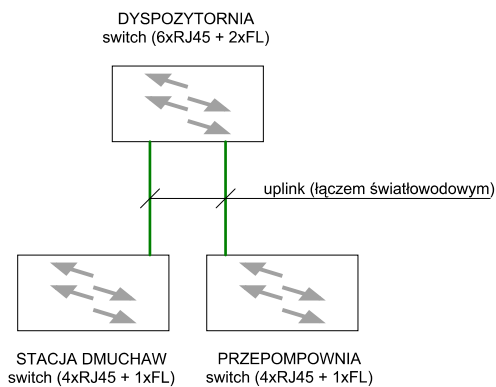 DYSPOZYTORNIA
switch (6xRJ45 + 2xFL)
uplink (łączem światłowodowym)
STACJA DMUCHAW
switch (4xRJ45 + 1xFL)
PRZEPOMPOWNIA
switch (4xRJ45 + 1xFL)